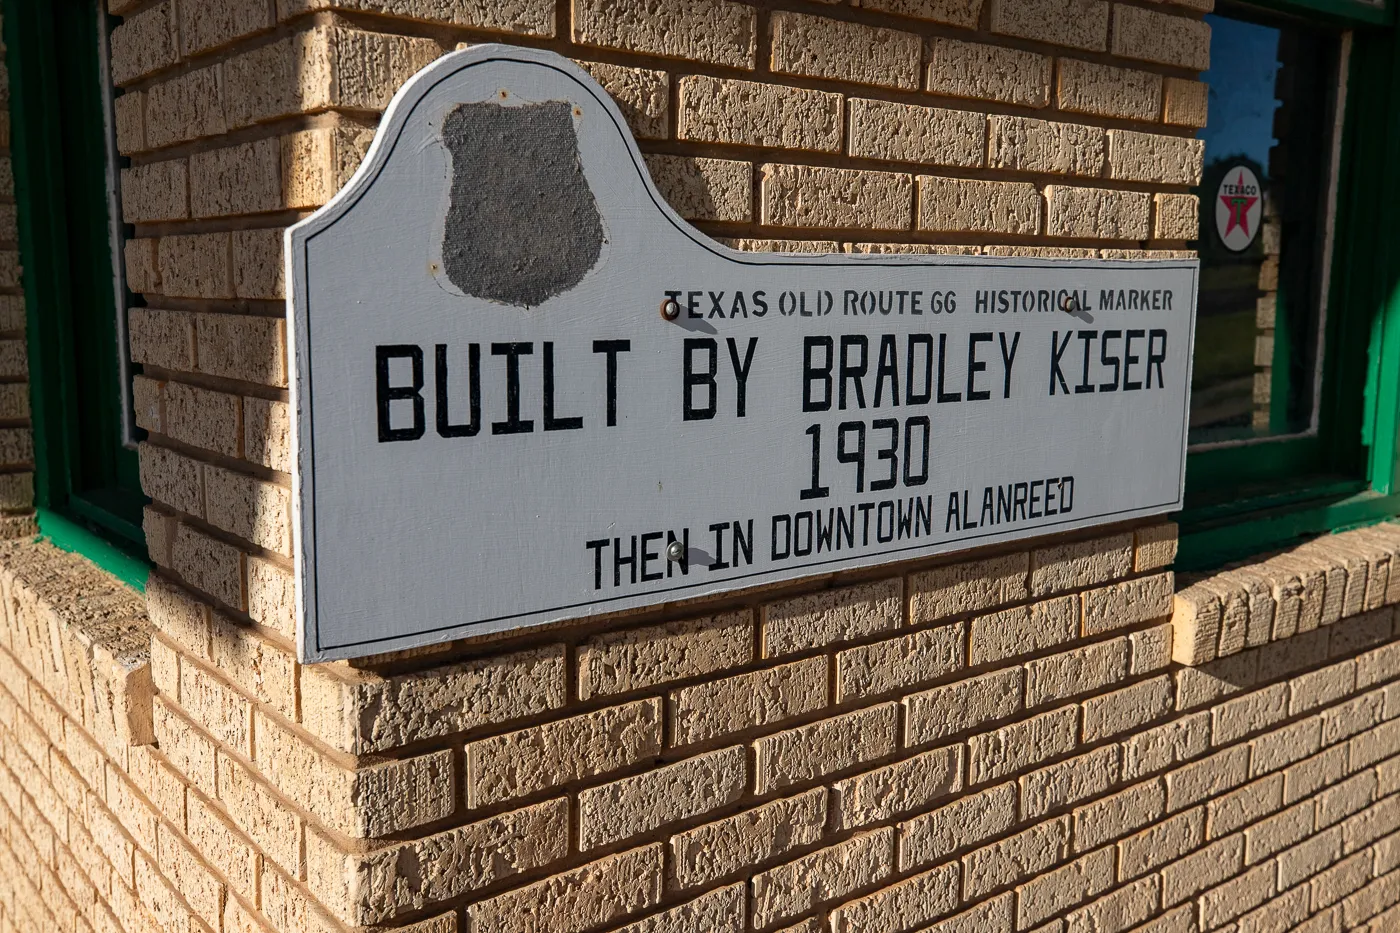 TEXAS OLD ROUTE 66 HISTORICAL MARKER
BUILT BY BRADLEY KISER
1930
THEN IN DOWNTOWN ALANREED
TEXACO
T